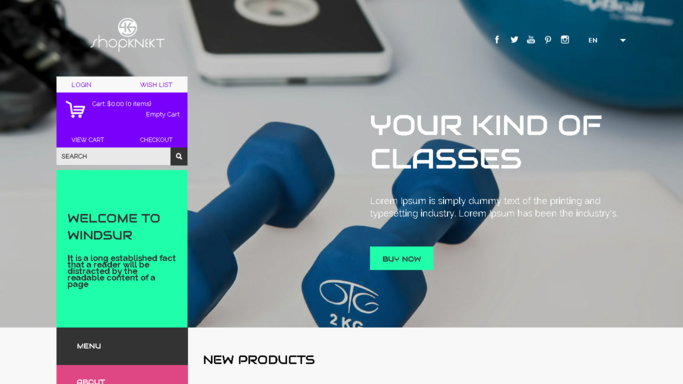 shopKNEKT
EN
LOGIN
WISH LIST
Cart: $0.00 (0 items)
Empty Cart
VIEW CART
CHECKOUT
SEARCH
YOUR KIND OF
CLASSES
Lorem Ipsum is simply dummy text of the printing and
typesetting industry. Lorem Ipsum has been the industry's
BUY NOW
OTG
2 KG
WELCOME TO
WINDSUR
It is a long established fact
that a reader will be
distracted by the
readable content of a
page
MENU
NEW PRODUCTS
ABOUT